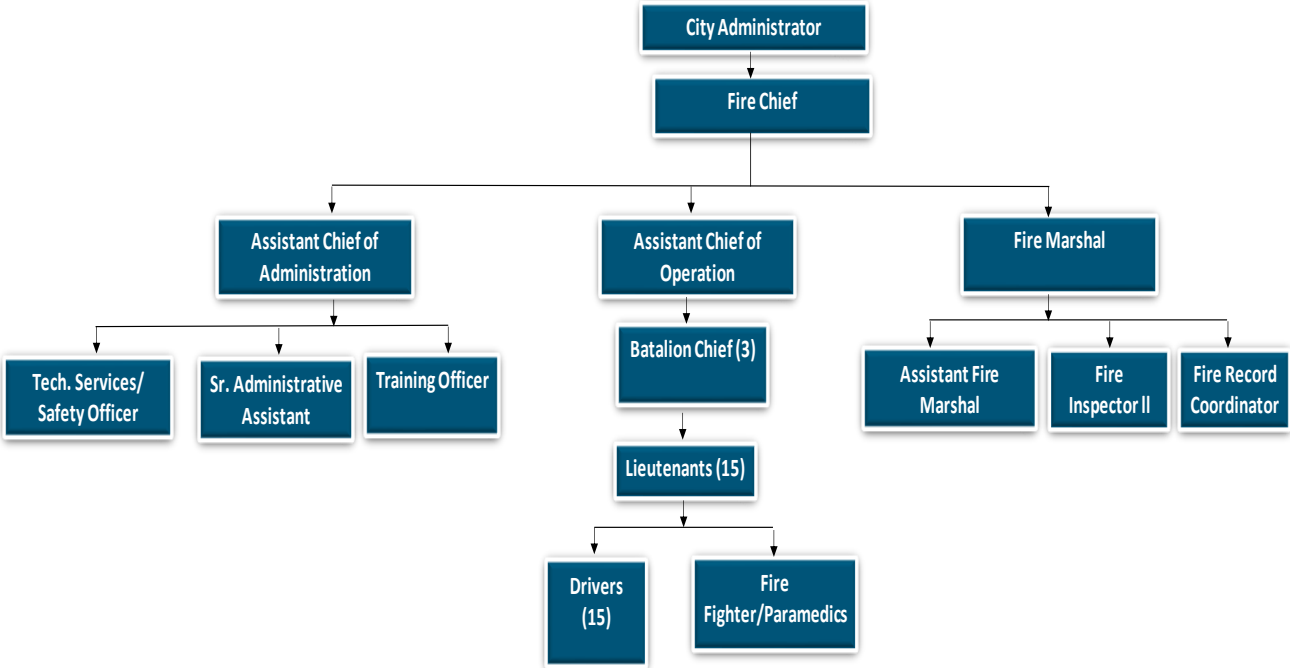 City Administrator
Fire Chief
Assistant Chief of
Administration
Assistant Chief of
Operation
Fire Marshal
Tech. Services/
Safety Officer
Sr. Administrative
Assistant
Training Officer
Batalion Chief (3)
Assistant Fire
Marshal
Fire
Inspector ll
Fire Record
Coordinator
Lieutenants (15)
Drivers
(15)
Fire
Fighter/Paramedics